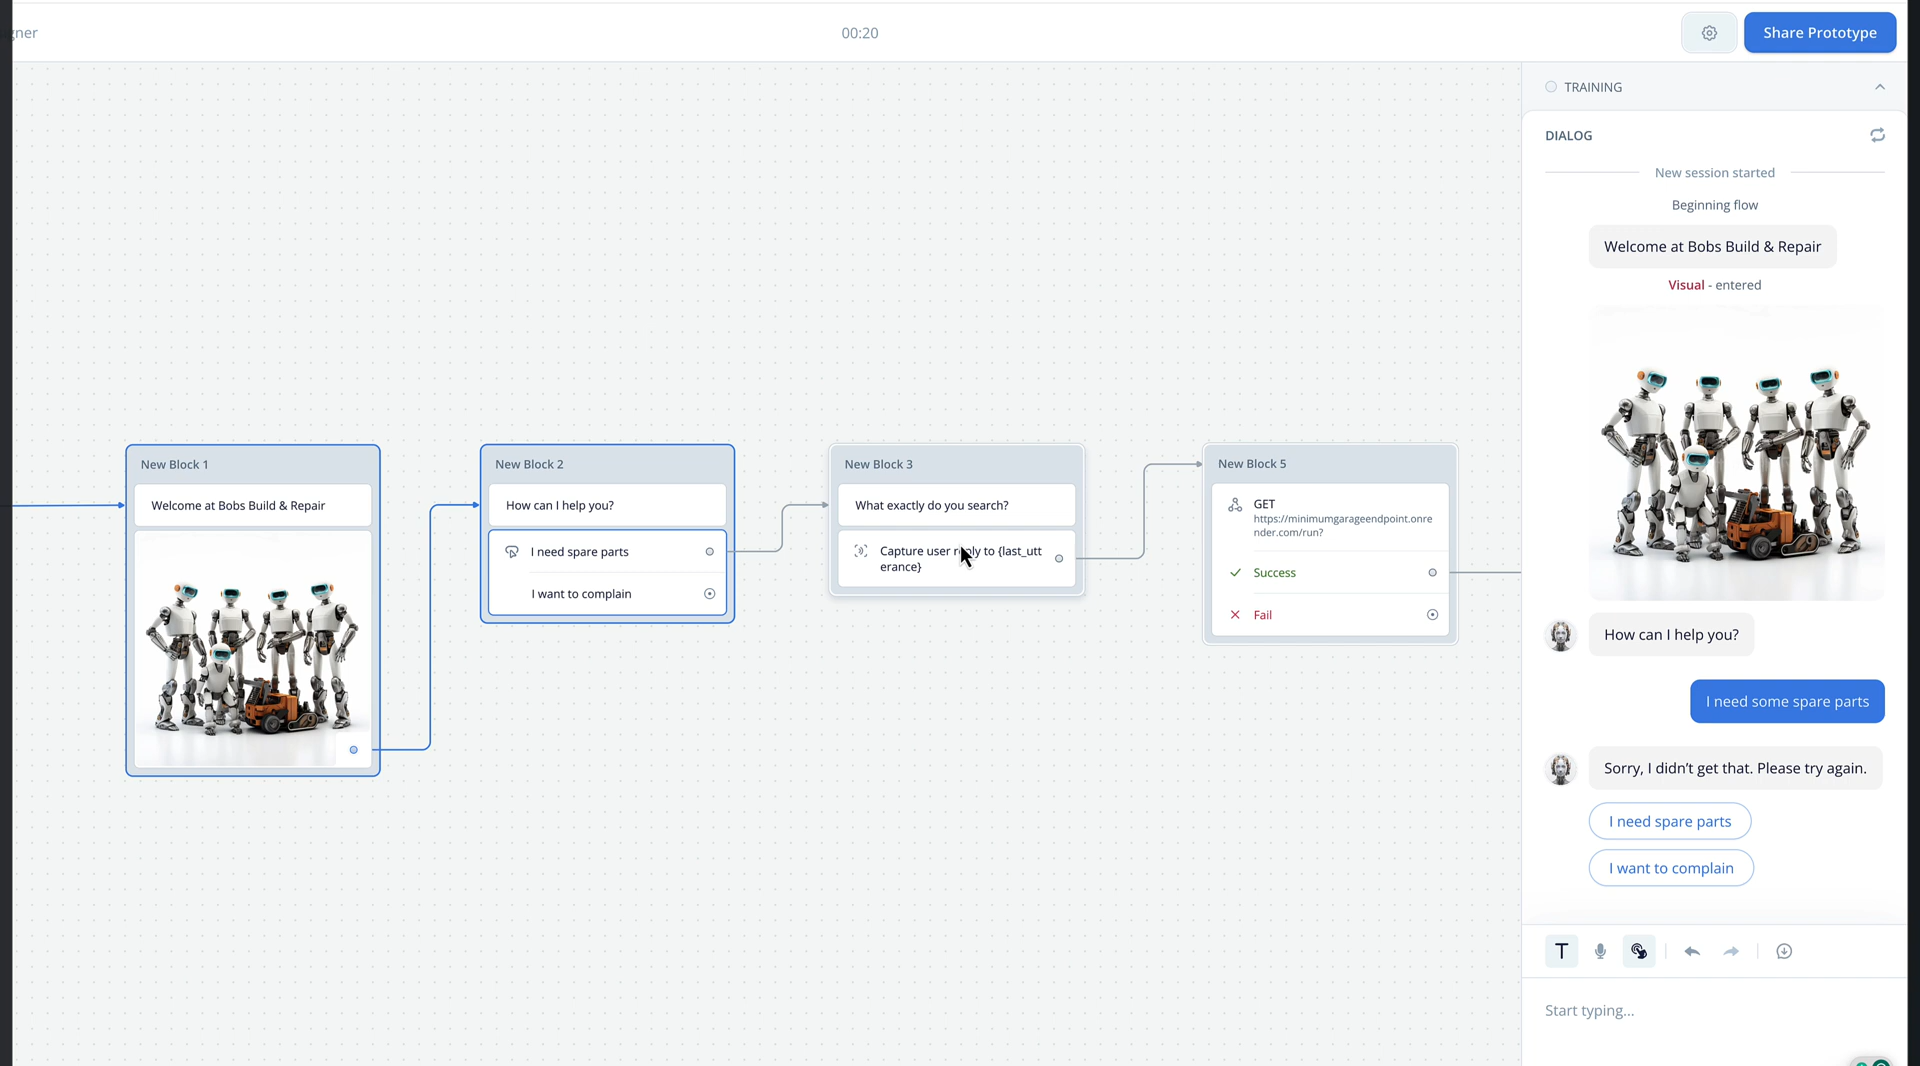 gner
00:20
Share Prototype
TRAINING
DIALOG
New session started
Beginning flow
Welcome at Bobs Build & Repair
Visual - entered
How can I help you?
I need some spare parts
Sorry, I didn't get that. Please try again.
I need spare parts
I want to complain
T
Start typing...
New Block 1
Welcome at Bobs Build & Repair
New Block 2
How can I help you?
I need spare parts
I want to complain
New Block 3
What exactly do you search?
Capture user reply to {last_utt
erance}
New Block 5
GET
https://minimumgarageendpoint.onre
nder.com/run?
Success
Fail